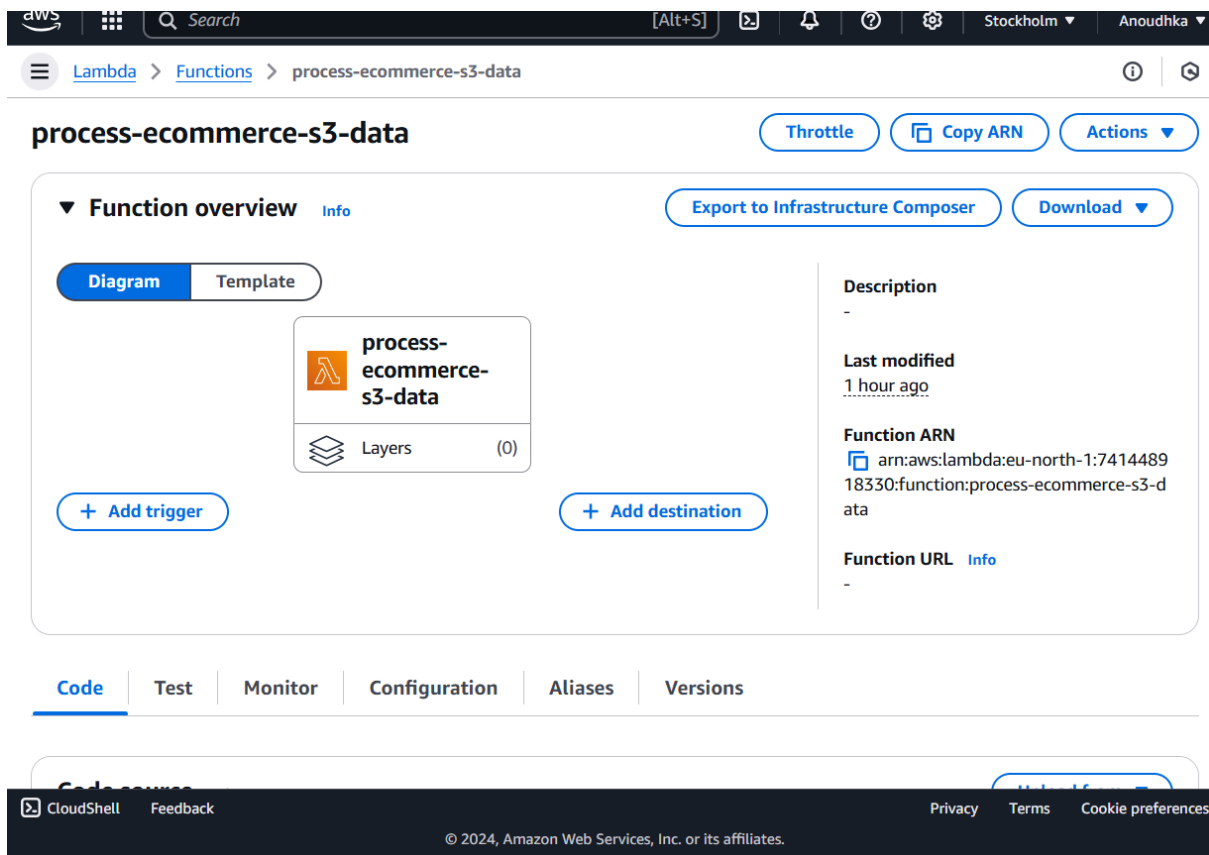 aws
Search [Alt+S] Stockholm ▼ Anoudhka ▼
Lambda > Functions > process-ecommerce-s3-data
process-ecommerce-s3-data
Throttle Copy ARN Actions ▼
▼ Function overview Info
Export to Infrastructure Composer Download ▼
Diagram Template
process-
ecommerce-
s3-data
Layers (0)
+ Add trigger
+ Add destination
Description
-
Last modified
1 hour ago
Function ARN
arn:aws:lambda:eu-north-1:7414489
18330:function:process-ecommerce-s3-d
ata
Function URL Info
-
Code Test Monitor Configuration Aliases Versions
Code source
Upload from
CloudShell Feedback Privacy Terms Cookie preferences
© 2024, Amazon Web Services, Inc. or its affiliates.